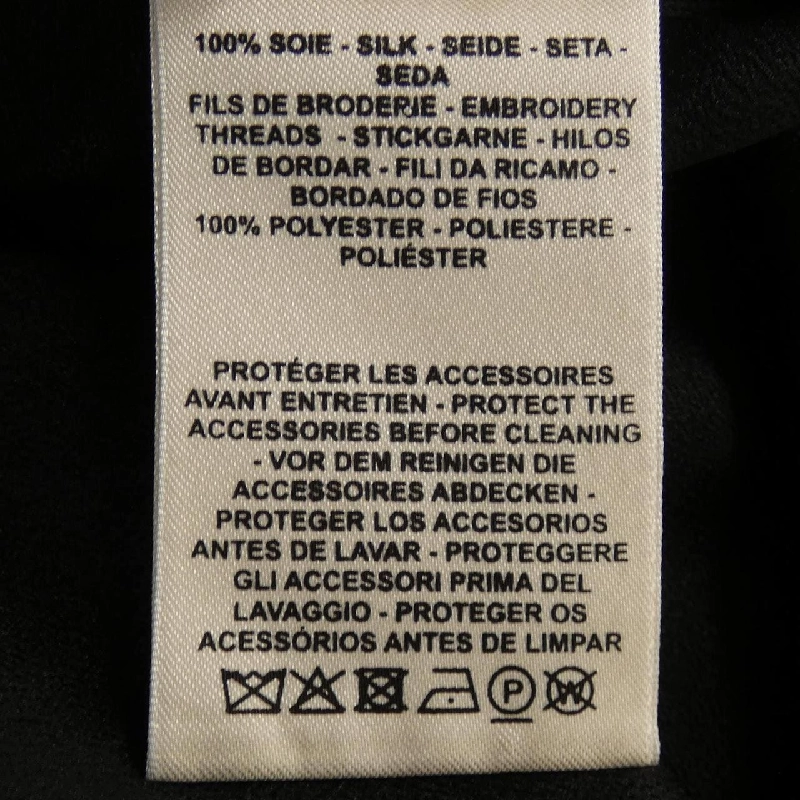 100% SOIE - SILK - SEIDE - SETA -
SEDA
FILS DE BRODERIE - EMBROIDERY
THREADS - STICKGARNE - HILOS
DE BORDAR - FILI DA RICAMO -
BORDADO DE FIOS
100% POLYESTER - POLIESTERE -
POLIÉSTER
PROTÉGER LES ACCESSOIRES
AVANT ENTRETIEN - PROTECT THE
ACCESSORIES BEFORE CLEANING
- VOR DEM REINIGEN DIE
ACCESSOIRES ABDECKEN -
PROTEGER LOS ACCESORIOS
ANTES DE LAVAR - PROTEGGERE
GLI ACCESSORI PRIMA DEL
LAVAGGIO - PROTEGER OS
ACESSÓRIOS ANTES DE LIMPAR
P W